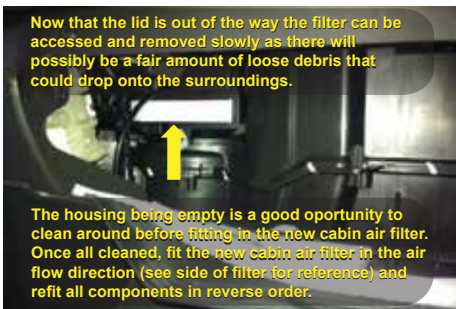 Now that the lid is out of the way the filter can be
accessed and removed slowly as there will
possibly be a fair amount of loose debris that
could drop onto the surroundings.
The housing being empty is a good oportunity to
clean around before fitting in the new cabin air filter.
Once all cleaned, fit the new cabin air filter in the air
flow direction (see side of filter for reference) and
refit all components in reverse order.